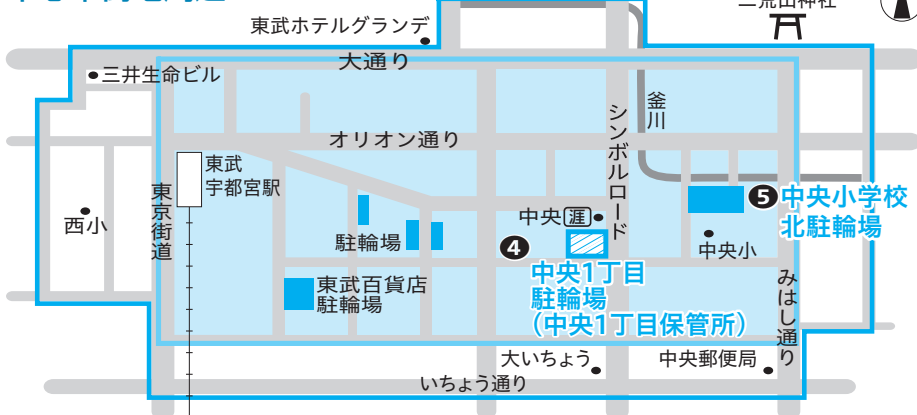 東武ホテルグランデ
二荒山神社
三井生命ビル
大通り
釜川
シンボルロード
オリオン通り
東武
宇都宮駅
東京街道
西小
駐輪場
中央
❹
❺
中央小学校
北駐輪場
中央小
東武百貨店
駐輪場
中央1丁目
駐輪場
(中央1丁目保管所)
みはし通り
大いちょう
中央郵便局
いちょう通り